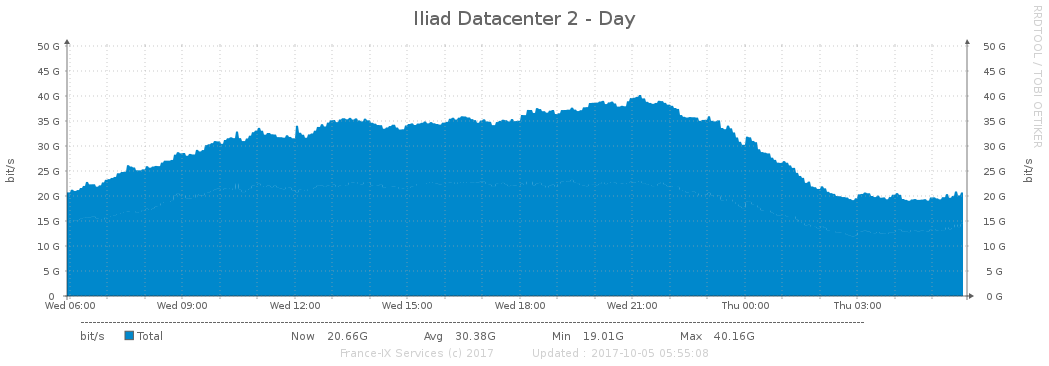 Iliad Datacenter 2 - Day
RRDTOOL / TOBI OETIKER
50 G 50 G
45 G 45 G
40 G 40 G
35 G 35 G
30 G 30 G
25 G 25 G
20 G 20 G
15 G 15 G
10 G 10 G
5 G 5 G
0 0 G
bit/s
bit/s
Wed 06:00 Wed 09:00 Wed 12:00 Wed 15:00 Wed 18:00 Wed 21:00 Thu 00:00 Thu 03:00
bit/s Total Now 20.66G Avg 30.38G Min 19.01G Max 40.16G
France-IX Services (c) 2017 Updated : 2017-10-05 05:55:08